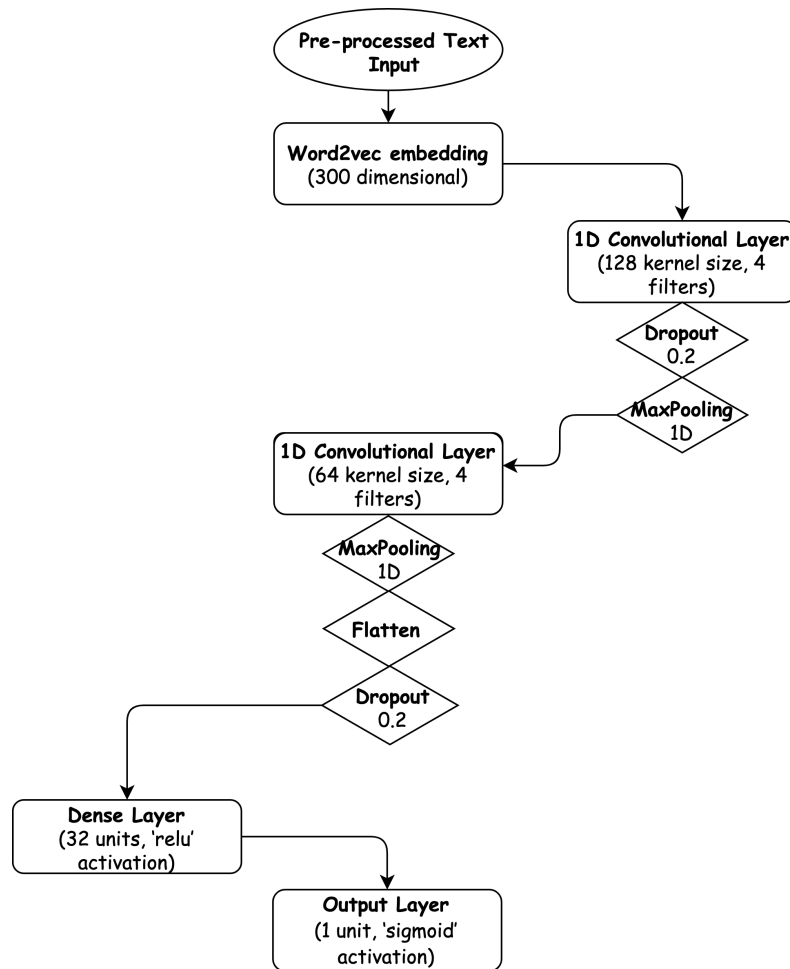 Pre-processed Text
Input
Word2vec embedding
(300 dimensional)
1D Convolutional Layer
(128 kernel size, 4
filters)
Dropout
0.2
MaxPooling
1D
1D Convolutional Layer
(64 kernel size, 4
filters)
MaxPooling
1D
Flatten
Dropout
0.2
Dense Layer
(32 units, ‘relu’
activation)
Output Layer
(1 unit, ‘sigmoid’
activation)